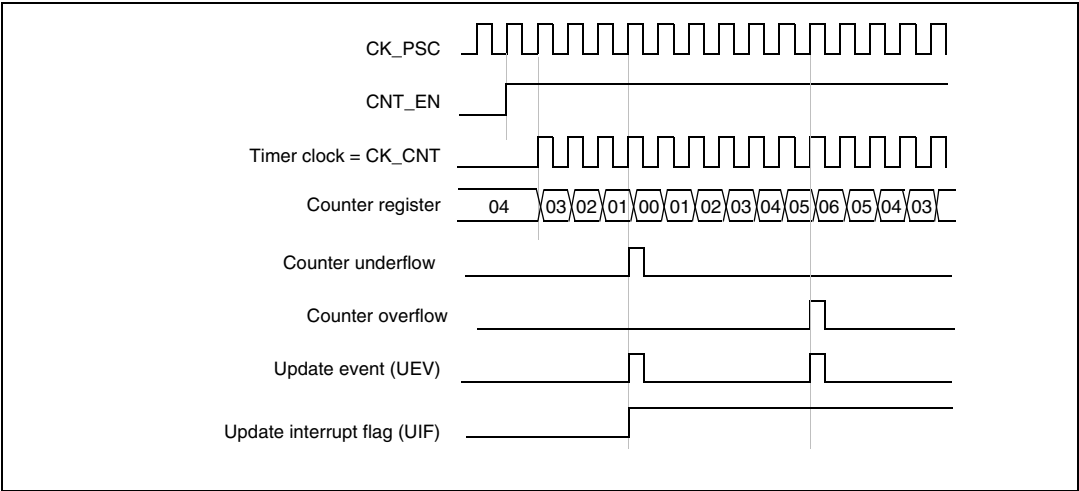 CK_PSC
CNT_EN
Timer clock = CK_CNT
Counter register 04 03 02 01 00 01 02 03 04 05 06 05 04 03
Counter underflow
Counter overflow
Update event (UEV)
Update interrupt flag (UIF)